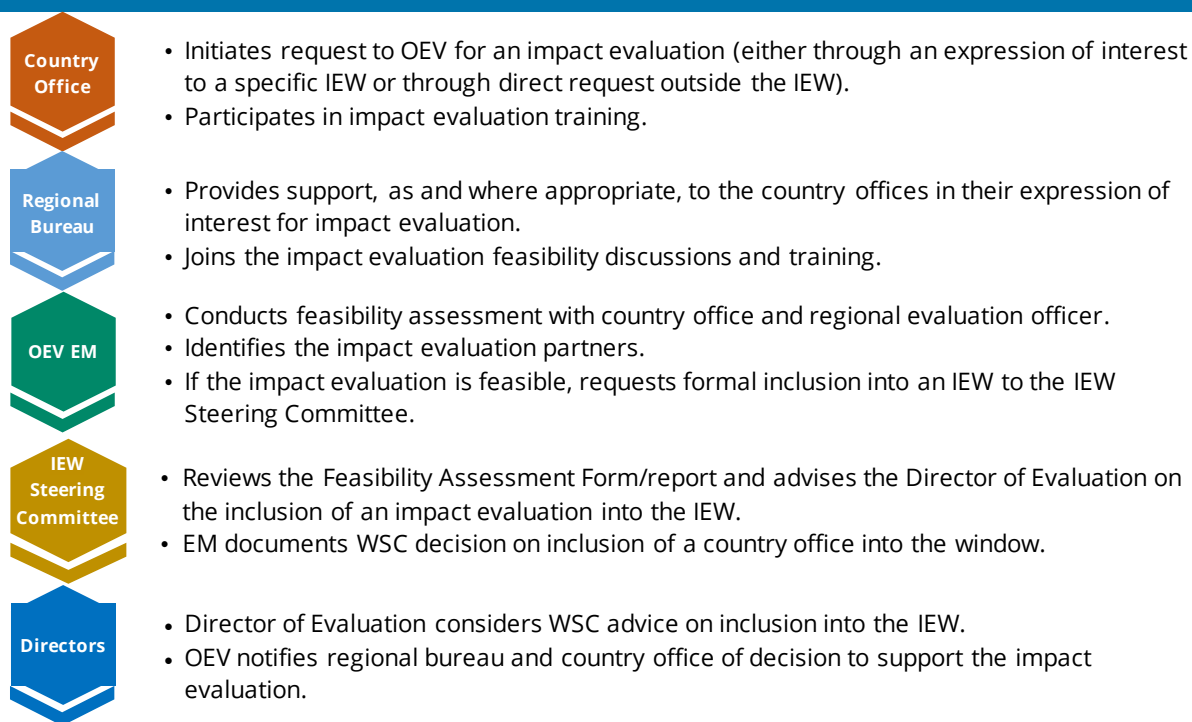 Country
Office
• Initiates request to OEV for an impact evaluation (either through an expression of interest
to a specific IEW or through direct request outside the IEW).
• Participates in impact evaluation training.
Regional
Bureau
• Provides support, as and where appropriate, to the country offices in their expression of
interest for impact evaluation.
• Joins the impact evaluation feasibility discussions and training.
OEV EM
• Conducts feasibility assessment with country office and regional evaluation officer.
• Identifies the impact evaluation partners.
• If the impact evaluation is feasible, requests formal inclusion into an IEW to the IEW
Steering Committee.
IEW
Steering
Committee
• Reviews the Feasibility Assessment Form/report and advises the Director of Evaluation on
the inclusion of an impact evaluation into the IEW.
• EM documents WSC decision on inclusion of a country office into the window.
Directors
• Director of Evaluation considers WSC advice on inclusion into the IEW.
• OEV notifies regional bureau and country office of decision to support the impact
evaluation.